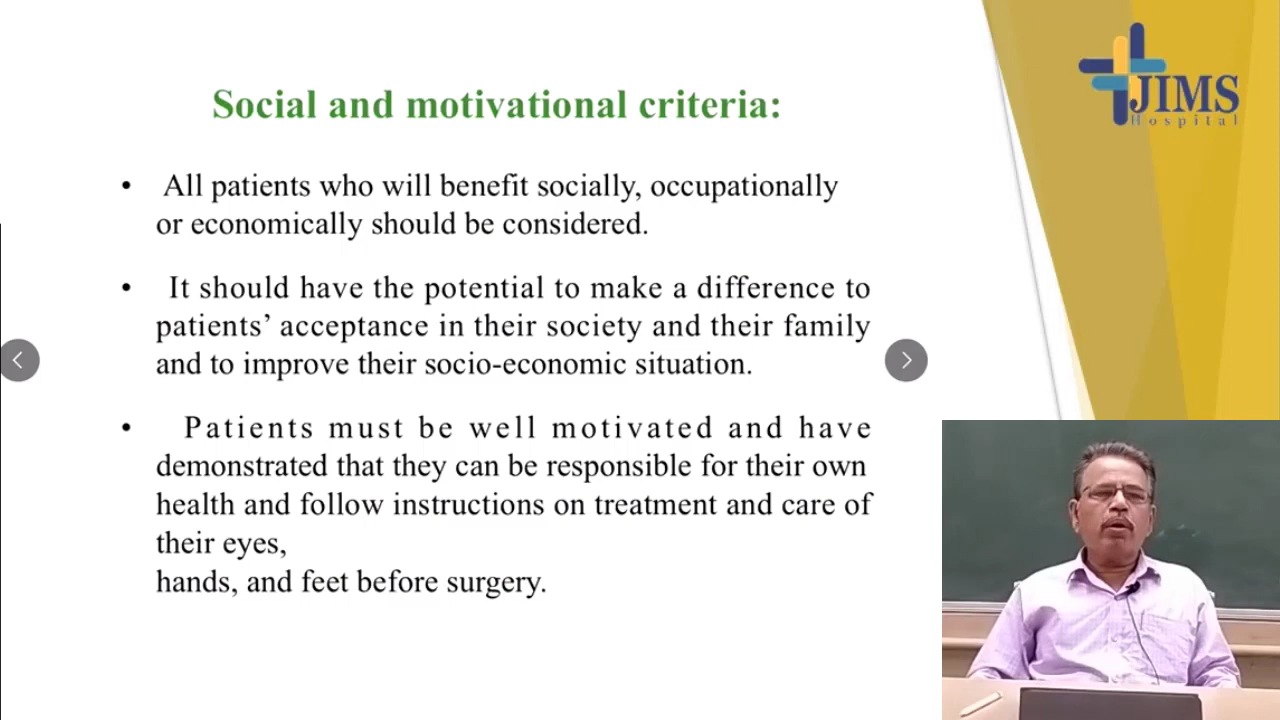 JIMS
Hospital
Social and motivational criteria:
• All patients who will benefit socially, occupationally
or economically should be considered.
• It should have the potential to make a difference to
patients’ acceptance in their society and their family
and to improve their socio-economic situation.
• Patients must be well motivated and have
demonstrated that they can be responsible for their own
health and follow instructions on treatment and care of
their eyes,
hands, and feet before surgery.